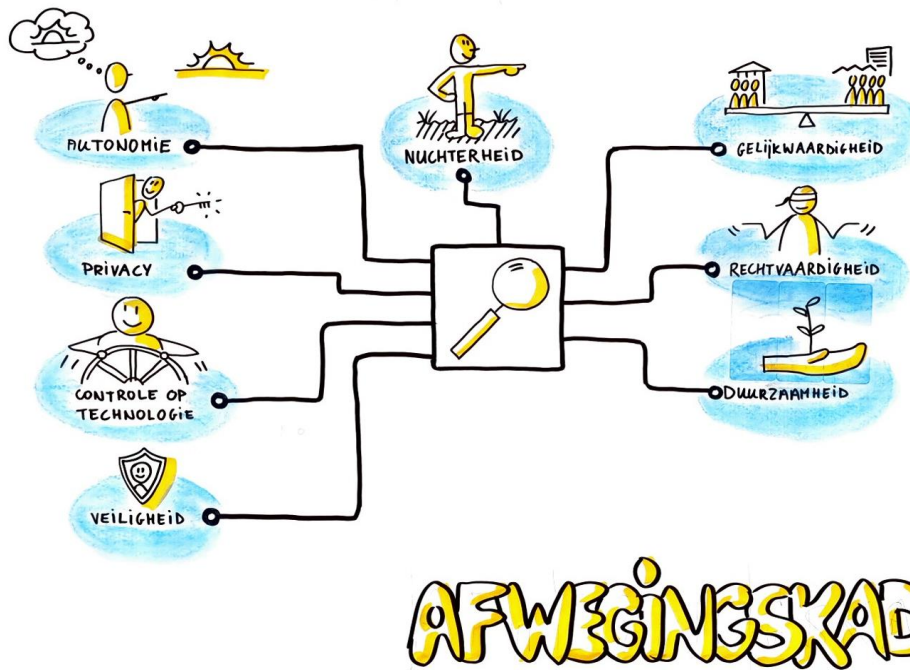 AUTONOMIE
PRIVACY
CONTROLE OP
TECHNOLOGIE
VEILIGHEID
NUCHTERHEID
GELIJKWAARDIGHEID
RECHTVAARDIGHEID
DUURZAAMHEID
AFWEGINGSKAD